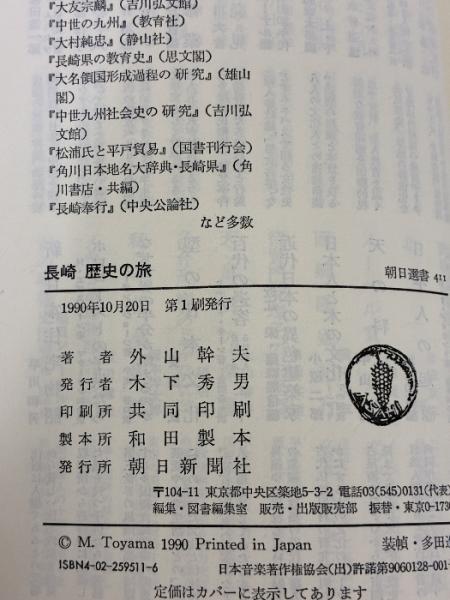 『大友宗麟』(吉川弘文館)
『中世の九州』(教育社)
『大村純忠』(静山社)
『長崎県の教育史』(思文閣)
『大名領国形成過程の研究』(雄山
閣)
『中世九州社会史の研究』(吉川弘
文館)
『松浦氏と平戸貿易』(国書刊行会)
『角川日本地名大辞典・長崎県』(角
川書店・共編)
『長崎奉行』(中央公論社)
など多数
長崎 歴史の旅 朝日選書 411
1990年10月20日 第1刷発行
著者 外山幹夫
発行者 木下秀男
印刷所 共同印刷
製本所 和田製本
発行所 朝日新聞社
〒104-11 東京都中央区築地5-3-2 電話03(545)0131(代表)
編集・図書編集室 販売・出版販売部 振替・東京0-173
© M. Toyama 1990 Printed in Japan 装幀・多田進
ISBN4-02-259511-6 日本音楽著作権協会(出)許諾第9060128-001
定価はカバーに表示してあります